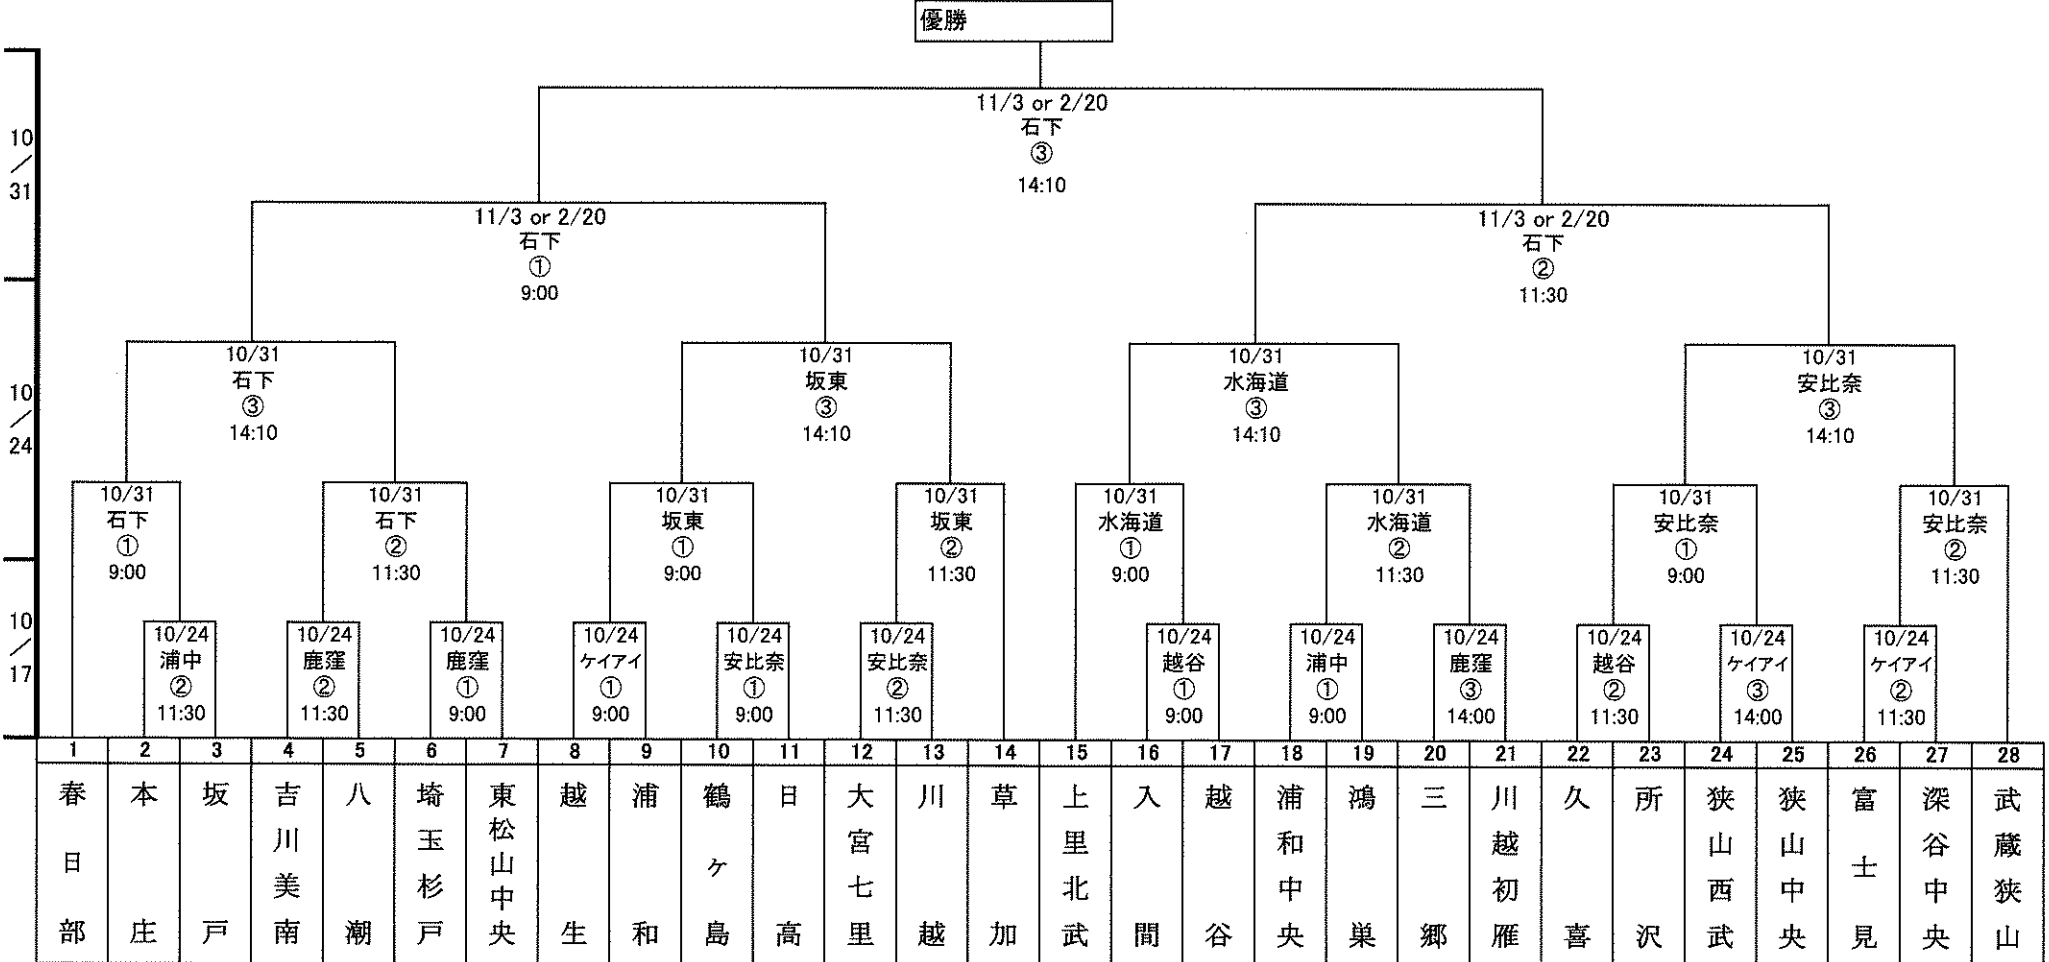 優勝
11/3 or 2/20
石下
③
14:10
10/31
11/3 or 2/20
石下
①
9:00
11/3 or 2/20
石下
②
11:30
10/24
10/31
石下
③
14:10
10/31
坂東
③
14:10
10/31
水海道
③
14:10
10/31
安比奈
③
14:10
10/31
石下
①
9:00
10/31
石下
②
11:30
10/31
坂東
①
9:00
10/31
坂東
②
11:30
10/31
水海道
①
9:00
10/31
水海道
②
11:30
10/31
安比奈
①
9:00
10/31
安比奈
②
11:30
10/17
10/24
浦中
②
11:30
10/24
鹿窪
②
11:30
10/24
鹿窪
①
9:00
10/24
ケイアイ
①
9:00
10/24
安比奈
①
9:00
10/24
安比奈
②
11:30
10/24
越谷
①
9:00
10/24
浦中
①
9:00
10/24
鹿窪
③
14:00
10/24
越谷
②
11:30
10/24
ケイアイ
③
14:00
10/24
ケイアイ
②
11:30
1 2 3 4 5 6 7 8 9 10 11 12 13 14 15 16 17 18 19 20 21 22 23 24 25 26 27 28
春日部
本庄
坂戸
吉川美南
八潮
埼玉杉戸
東松山中央
越生
浦和
鶴ヶ島
日高
大宮七里
川越
草加
上里北武
入間
越谷
浦和中央
鴻巣
三郷
川越初雁
久喜
所沢
狭山西武
狭山中央
富士見
深谷中央
武蔵狭山